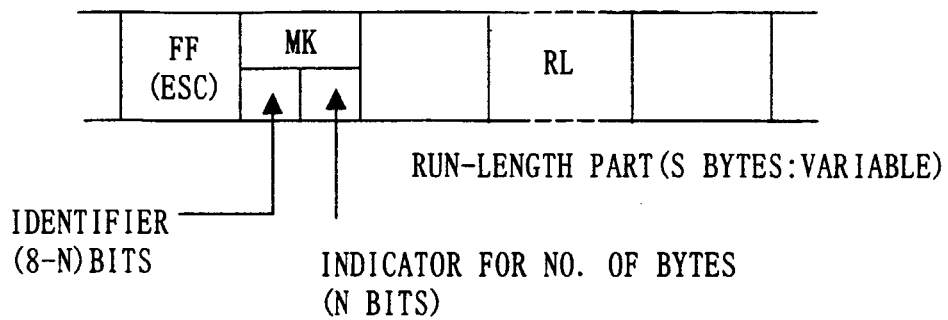 FF
(ESC)
MK
RL
RUN-LENGTH PART(S BYTES:VARIABLE)
IDENTIFIER
(8-N)BITS
INDICATOR FOR NO. OF BYTES
(N BITS)